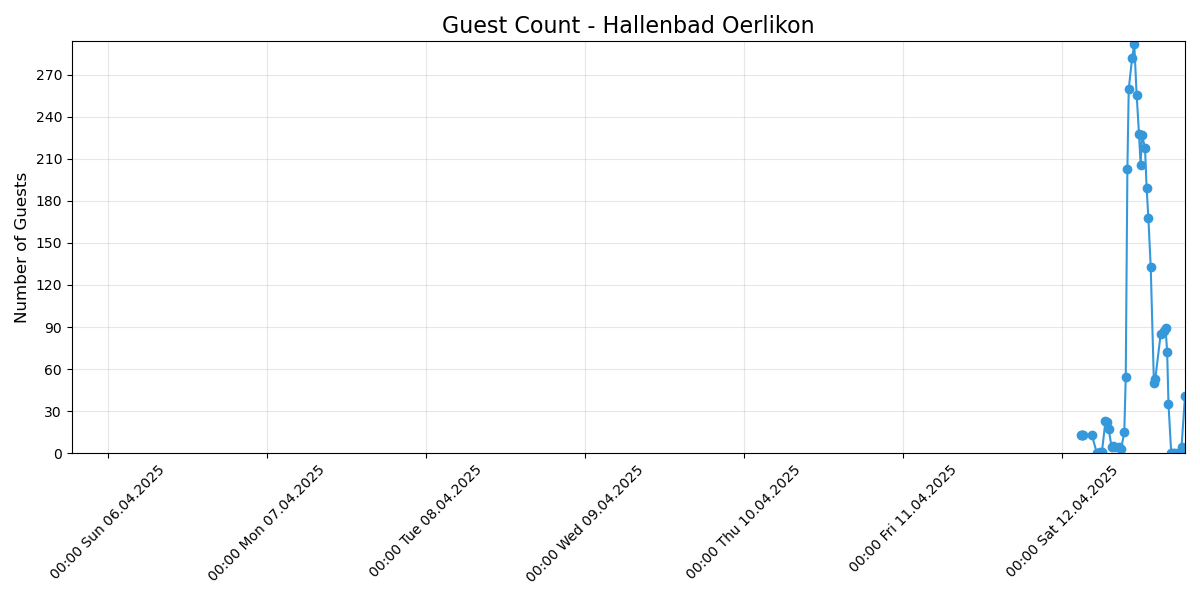 Guest Count - Hallenbad Oerlikon
Number of Guests
270
240
210
180
150
120
90
60
30
0
00:00 Sun 06.04.2025
00:00 Mon 07.04.2025
00:00 Tue 08.04.2025
00:00 Wed 09.04.2025
00:00 Thu 10.04.2025
00:00 Fri 11.04.2025
00:00 Sat 12.04.2025